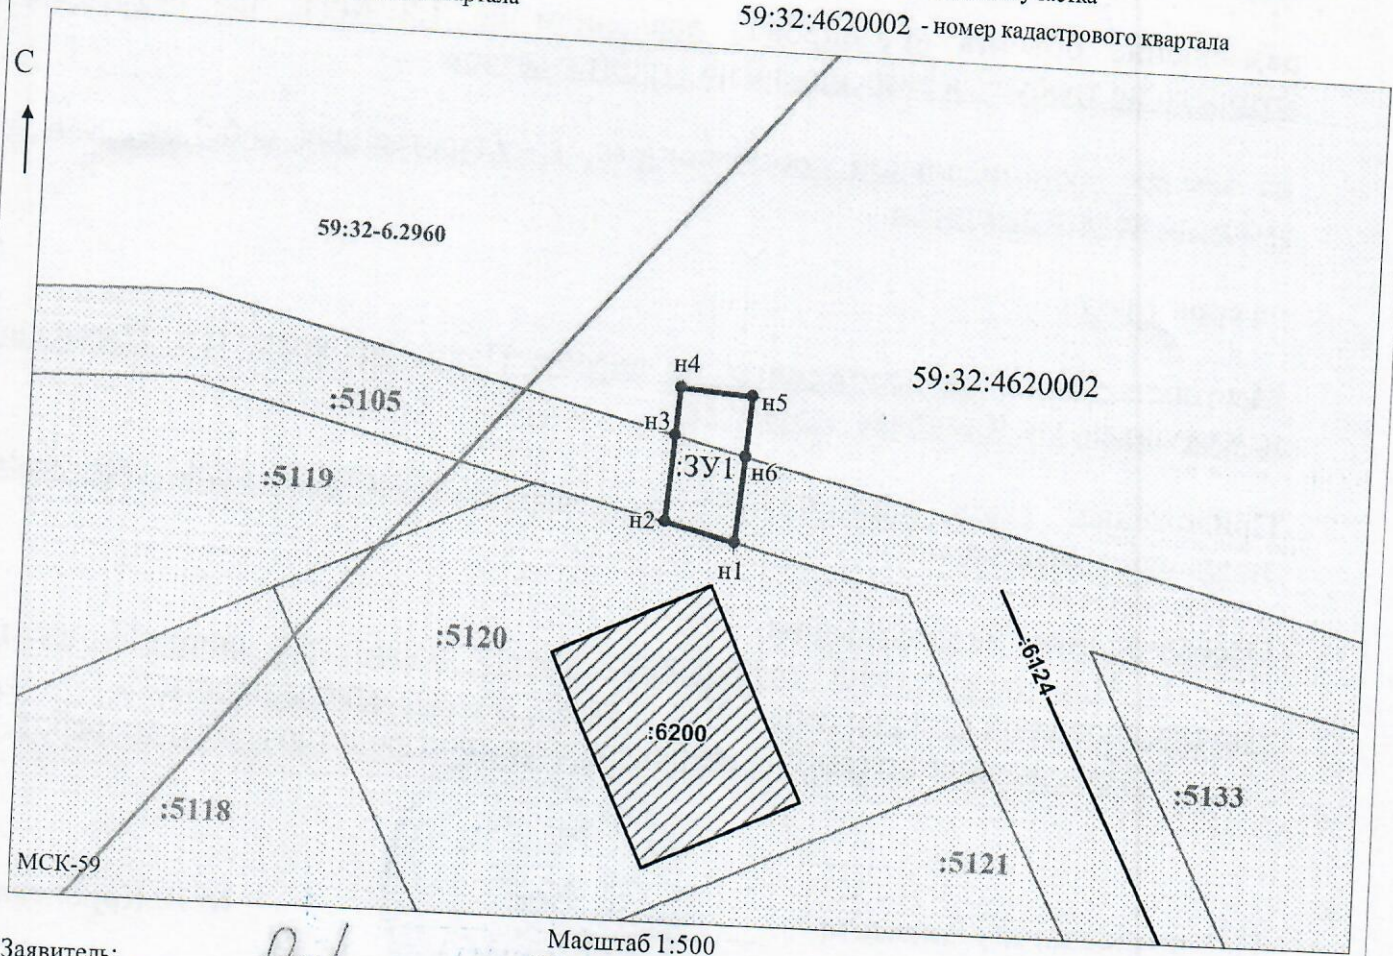 59:32:4620002 - номер кадастрового квартала
С
59:32-6.2960
н4
59:32:4620002
:5105
н5
н3
:ЗУ1
н6
:5119
н2
н1
:5120
:6124
:6200
:5133
:5118
:5121
МСК-59
Масштаб 1:500
Заявитель: